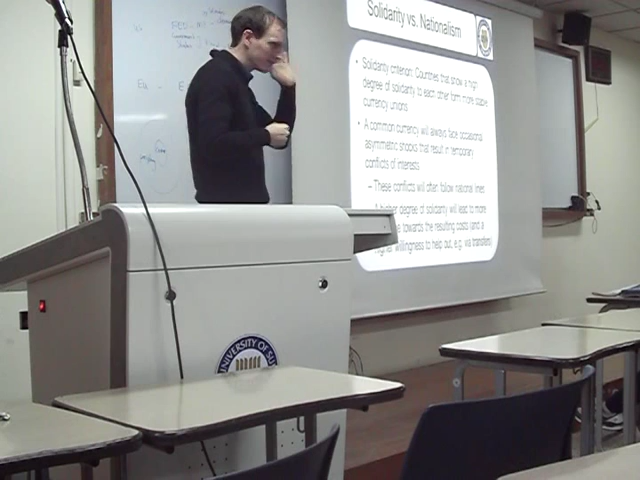 Solidarity vs. Nationalism
• Solidarity criterion: Countries that show a high
degree of solidarity to each other form more stable
currency unions
• A common currency will always face occasional
asymmetric shocks that result in temporary
conflicts of interests
– These conflicts will often follow national lines
higher degree of solidarity will lead to more
towards the resulting costs (and a
willingness to help out, e.g. via transfers)
UNIVERSITY OF SU